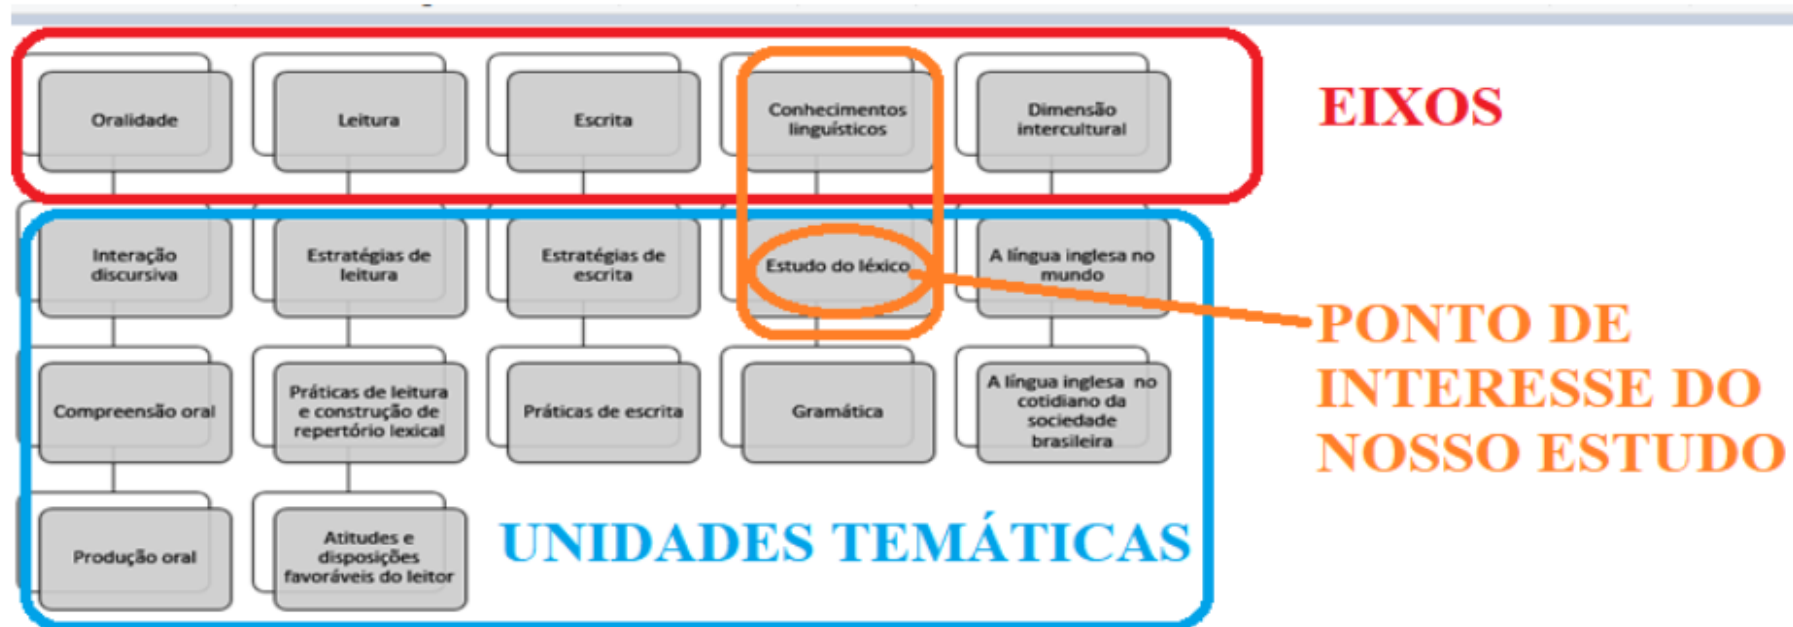 Oralidade
Leitura
Escrita
Conhecimentos
linguísticos
Dimensão
intercultural
EIXOS
Interação
discursiva
Estratégias de
leitura
Estratégias de
escrita
Estudo do léxico
A língua inglesa no
mundo
PONTO DE
INTERESSE DO
NOSSO ESTUDO
Compreensão oral
Práticas de leitura
e construção de
repertório lexical
Práticas de escrita
Gramática
A língua inglesa no
cotidiano da
sociedade
brasileira
Produção oral
Atitudes e
disposições
favoráveis do leitor
UNIDADES TEMÁTICAS